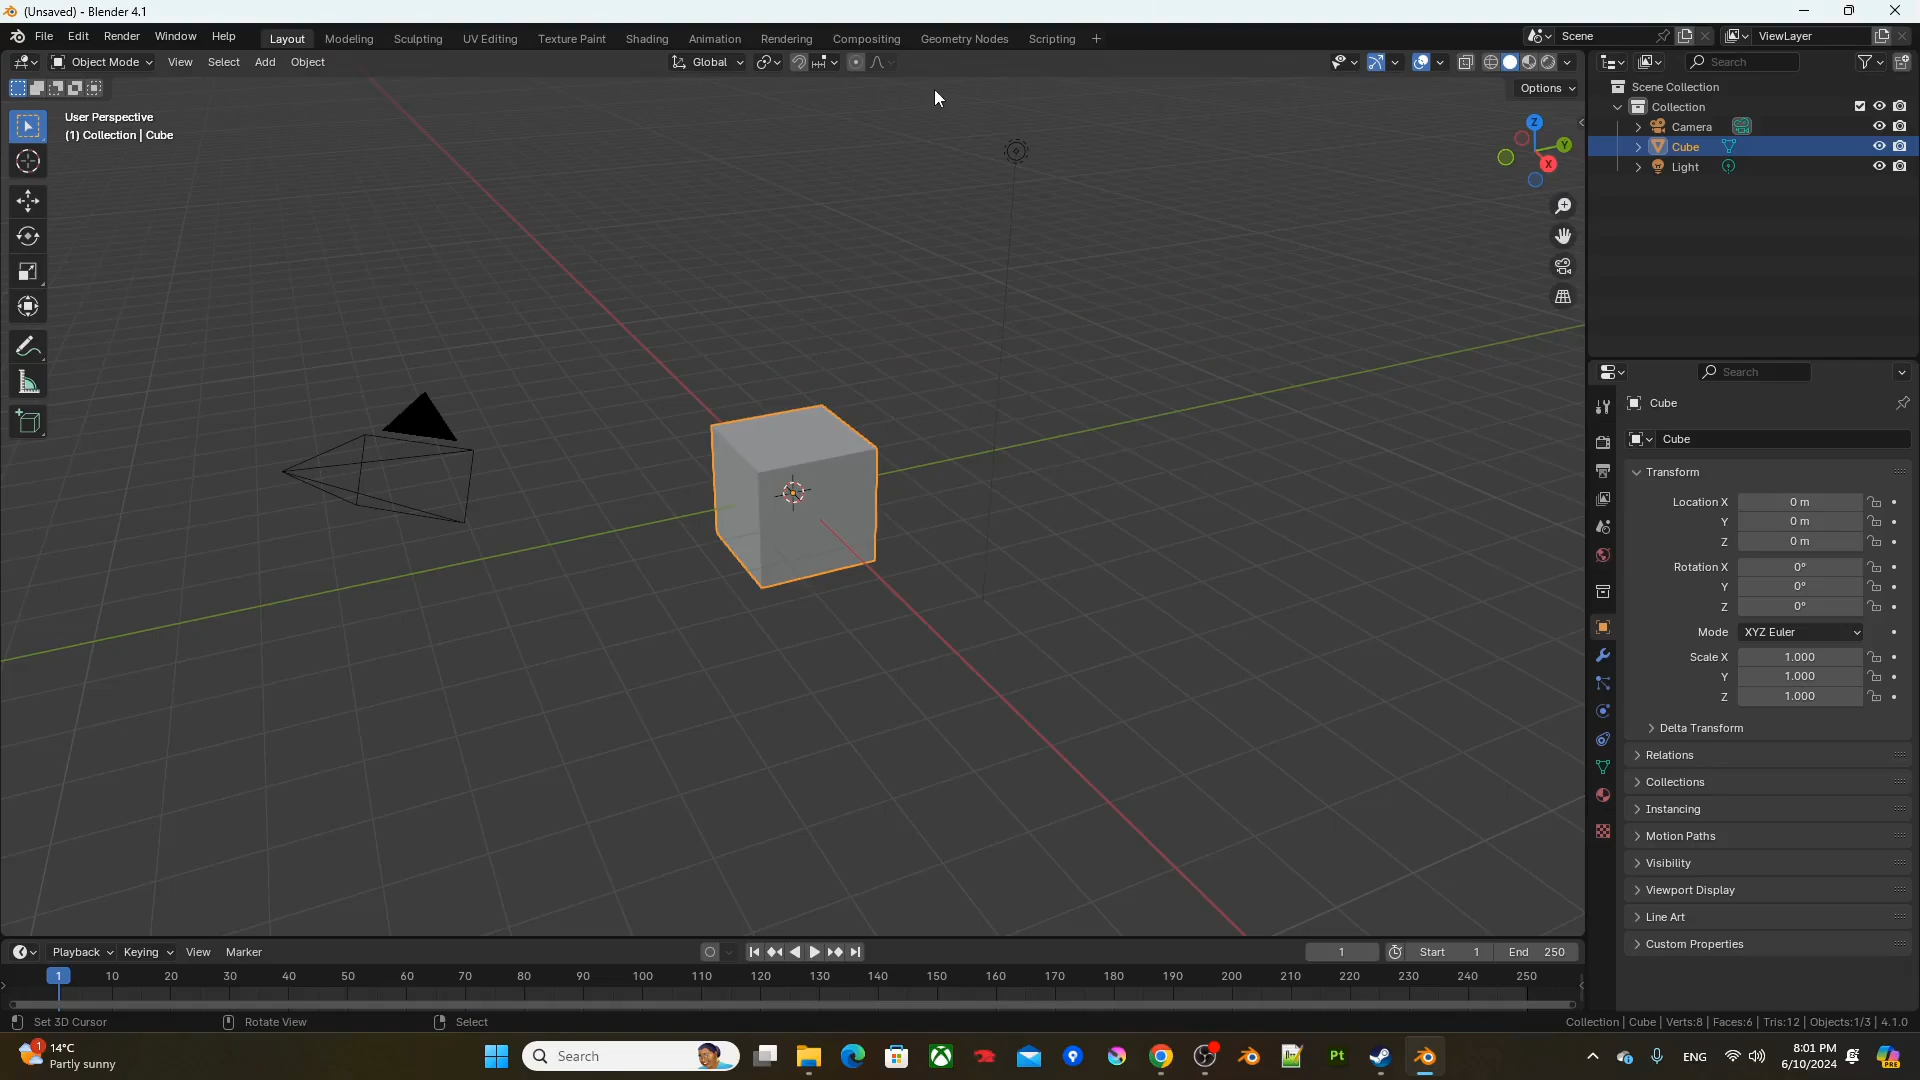 (Unsaved) - Blender 4.1
File Edit Render Window Help
Layout Modeling Sculpting UV Editing Texture Paint Shading Animation Rendering Compositing Geometry Nodes Scripting +
Scene
ViewLayer
Object Mode View Select Add Object
Global
Search
Options
User Perspective
(1) Collection | Cube
Z
Y
X
Scene Collection
Collection
Camera
Cube
Light
Search
Cube
Cube
Transform
Location X 0 m
Y 0 m
Z 0 m
Rotation X 0°
Y 0°
Z 0°
Mode XYZ Euler
Scale X 1.000
Y 1.000
Z 1.000
Delta Transform
Relations
Collections
Instancing
Motion Paths
Visibility
Viewport Display
Line Art
Custom Properties
Playback Keying View Marker
1 Start 1 End 250
1 10 20 30 40 50 60 70 80 90 100 110 120 130 140 150 160 170 180 190 200 210 220 230 240 250
Set 3D Cursor Rotate View Select
Collection | Cube | Verts:8 | Faces:6 | Tris:12 | Objects:1/3 | 4.1.0
1
14°C
Partly sunny
Search
Pt
ENG
8:01 PM
6/10/2024
PRE